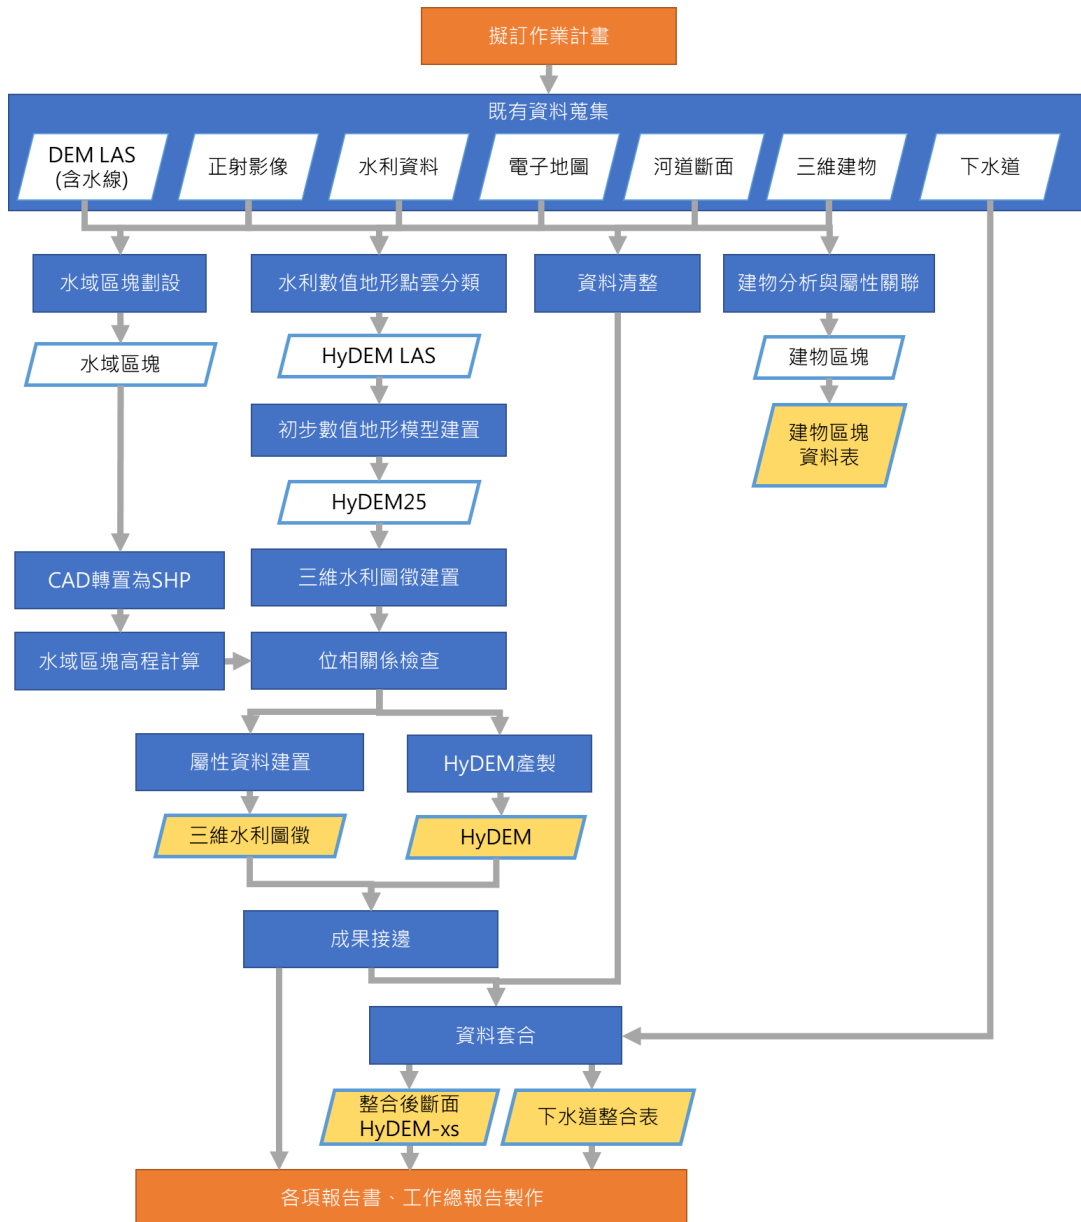 擬訂作業計畫
既有資料蒐集
DEM LAS
(含水線)
正射影像
水利資料
電子地圖
河道斷面
三維建物
下水道
水域區塊劃設
水利數值地形點雲分類
資料清整
建物分析與屬性關聯
水域區塊
HyDEM LAS
建物區塊
初步數值地形模型建置
建物區塊
資料表
HyDEM25
CAD轉置為SHP
三維水利圖徵建置
水域區塊高程計算
位相關係檢查
屬性資料建置
HyDEM產製
三維水利圖徵
HyDEM
成果接邊
資料套合
整合後斷面
HyDEM-xs
下水道整合表
各項報告書、工作總報告製作